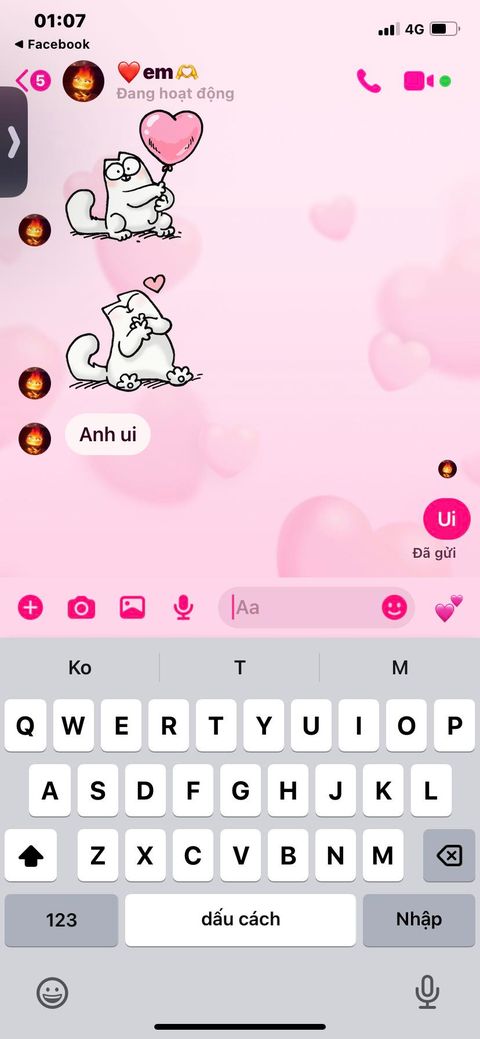 01:07
4G
◀ Facebook
5
❤️em🫶
Đang hoạt động
Anh ui
Ui
Đã gửi
Aa
Ko
T
M
Q W E R T Y U I O P
A S D F G H J K L
Z X C V B N M
123
dấu cách
Nhập